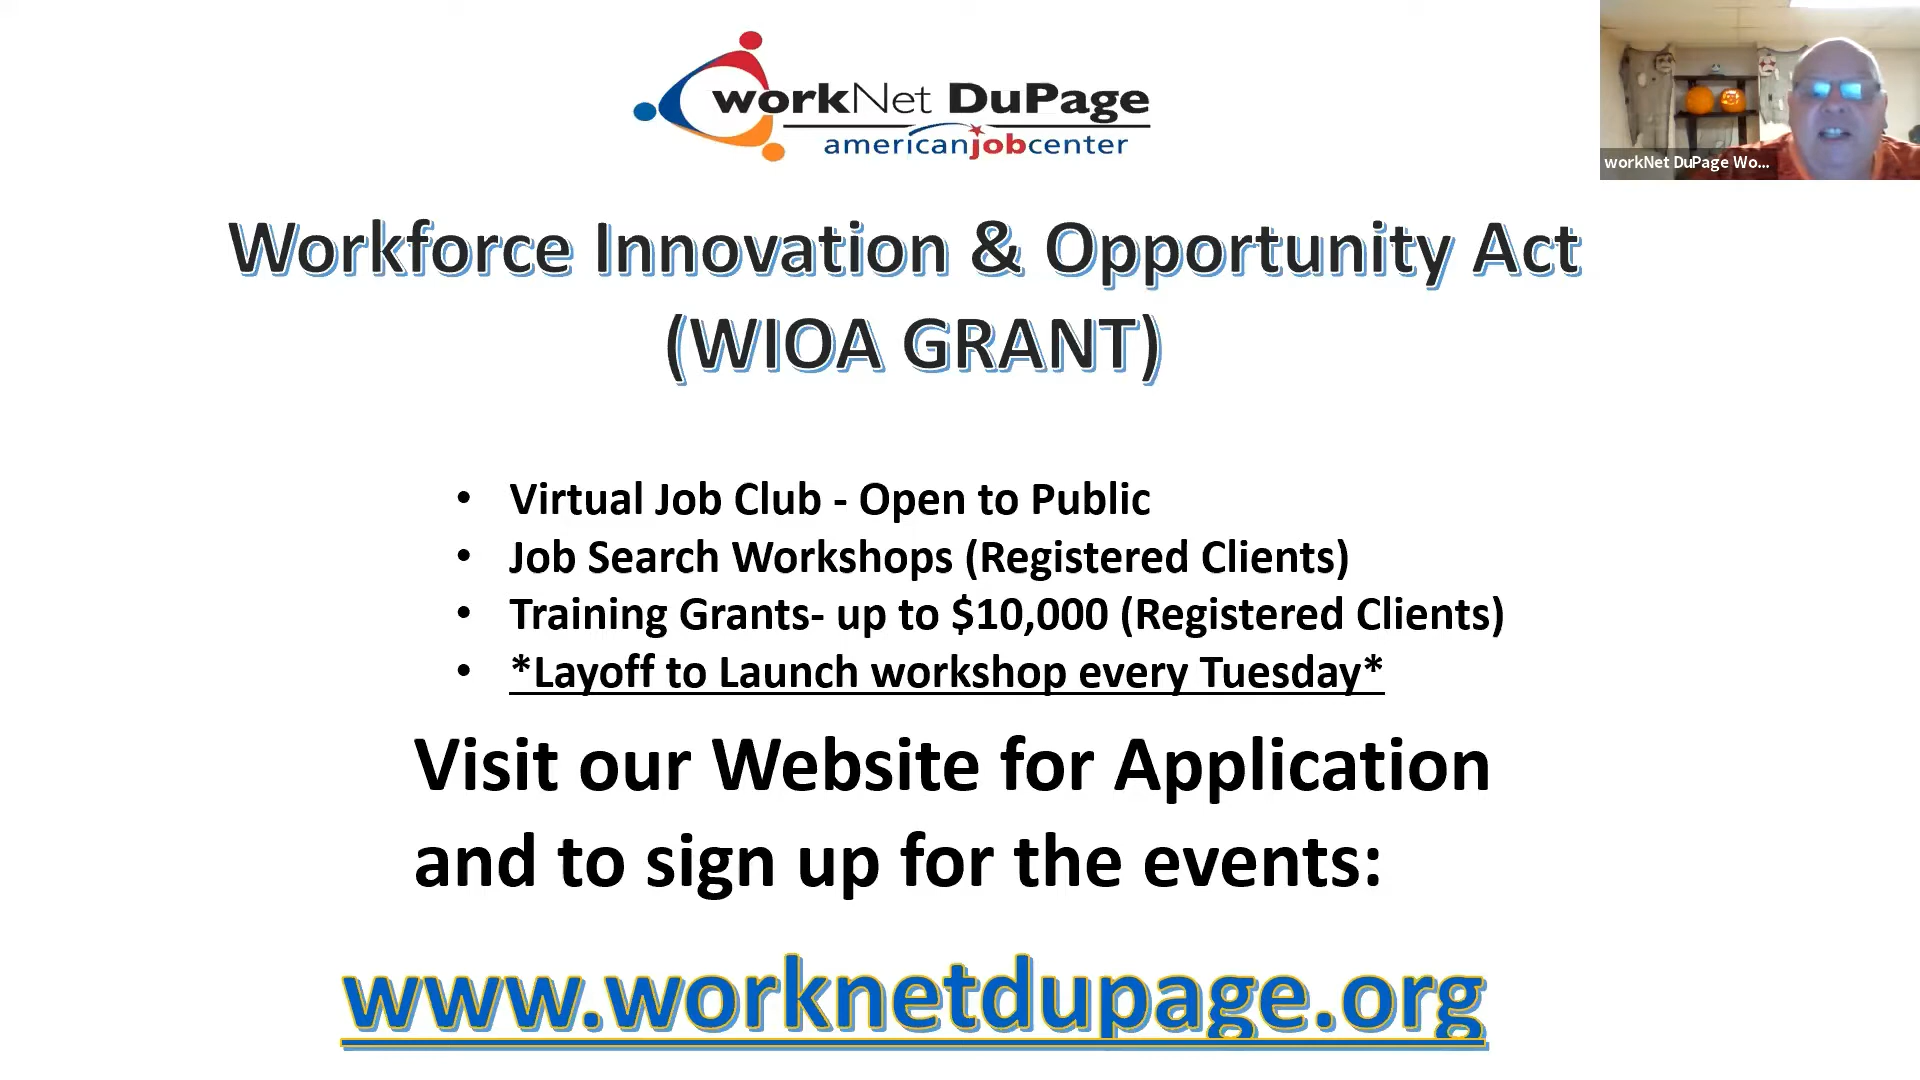 workNet DuPage
americanjobcenter
workNet DuPage Wo...
Workforce Innovation & Opportunity Act
(WIOA GRANT)
• Virtual Job Club - Open to Public
• Job Search Workshops (Registered Clients)
• Training Grants- up to $10,000 (Registered Clients)
• *Layoff to Launch workshop every Tuesday*
Visit our Website for Application
and to sign up for the events:
www.worknetdupage.org